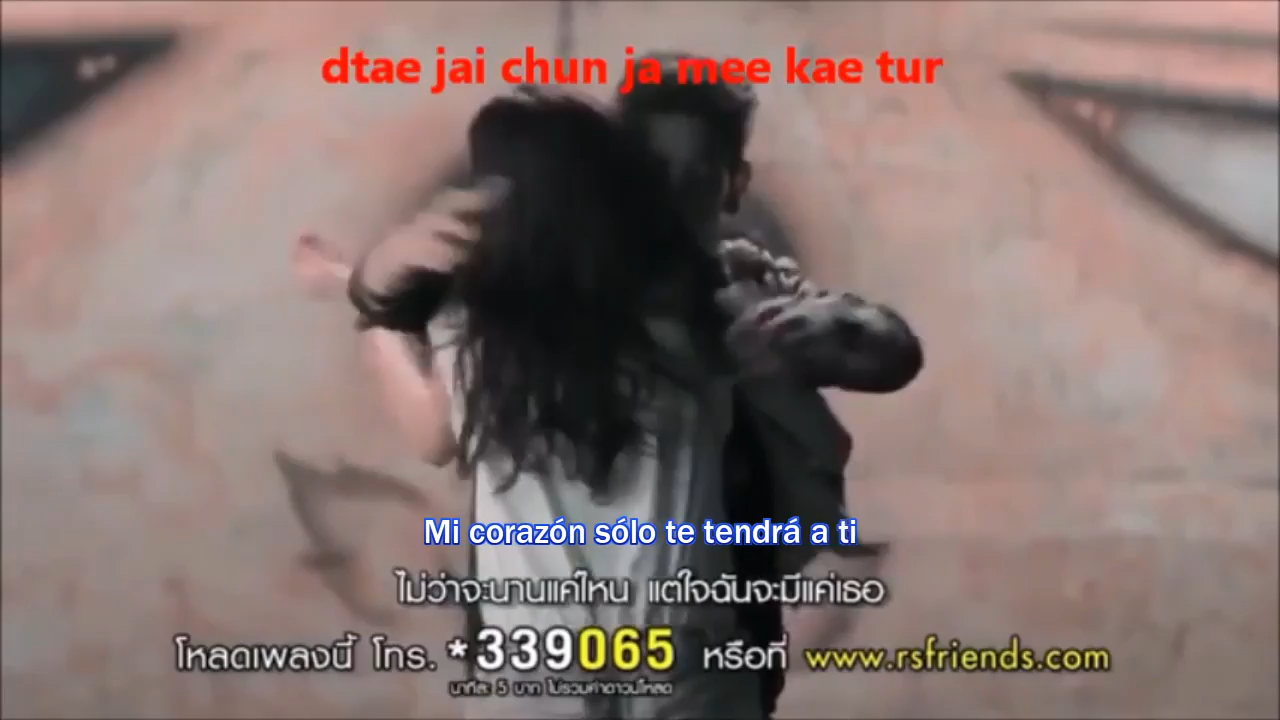 dtae jai chun ja mee kae tur
Mi corazón sólo te tendrá a ti
ไม่ว่าจะนานแค่ไหน แต่ใจฉันจะมีแค่เธอ
โหลดเพลงนี้ โทร. *339065 หรือที่ www.rsfriends.com
นาทีละ 5 บาท ไม่รวมค่าดาวน์โหลด